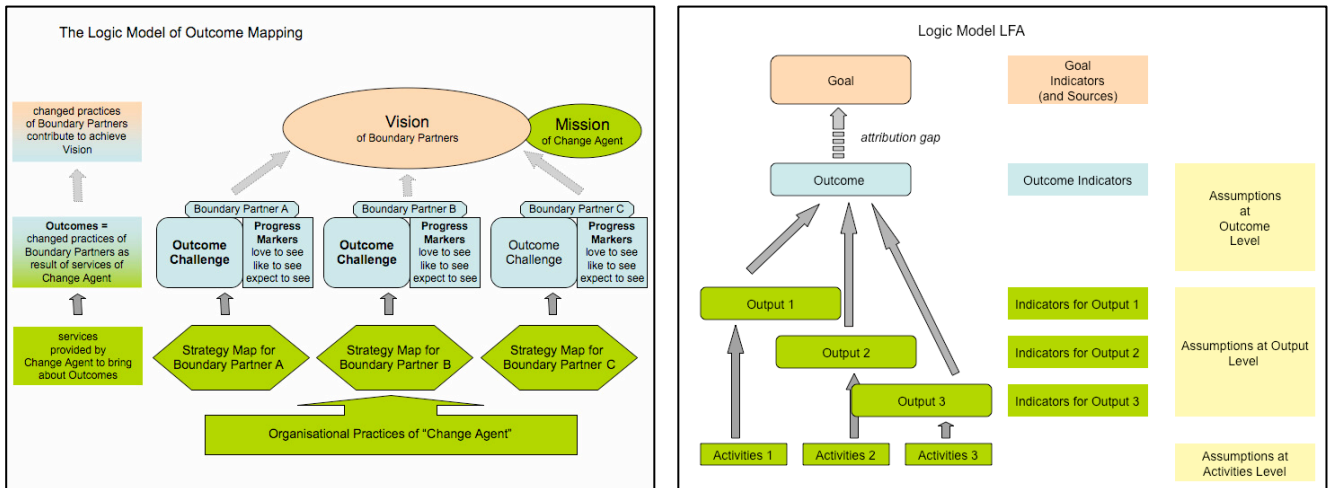 The Logic Model of Outcome Mapping
changed practices
of Boundary Partners
contribute to achieve
Vision
Vision
of Boundary Partners
Mission
of Change Agent
Outcomes =
changed practices of
Boundary Partners as
result of services of
Change Agent
Boundary Partner A
Outcome
Challenge
Progress
Markers
love to see
like to see
expect to see
Boundary Partner B
Outcome
Challenge
Progress
Markers
love to see
like to see
expect to see
Boundary Partner C
Outcome
Challenge
Progress
Markers
love to see
like to see
expect to see
services
provided by
Change Agent to bring
about Outcomes
Strategy Map for
Boundary Partner A
Strategy Map for
Boundary Partner B
Strategy Map for
Boundary Partner C
Organisational Practices of "Change Agent"
Logic Model LFA
Goal
Goal
Indicators
(and Sources)
attribution gap
Outcome
Outcome Indicators
Assumptions
at
Outcome
Level
Output 1
Indicators for Output 1
Output 2
Indicators for Output 2
Assumptions at Output
Level
Output 3
Indicators for Output 3
Activities 1
Activities 2
Activities 3
Assumptions at
Activities Level